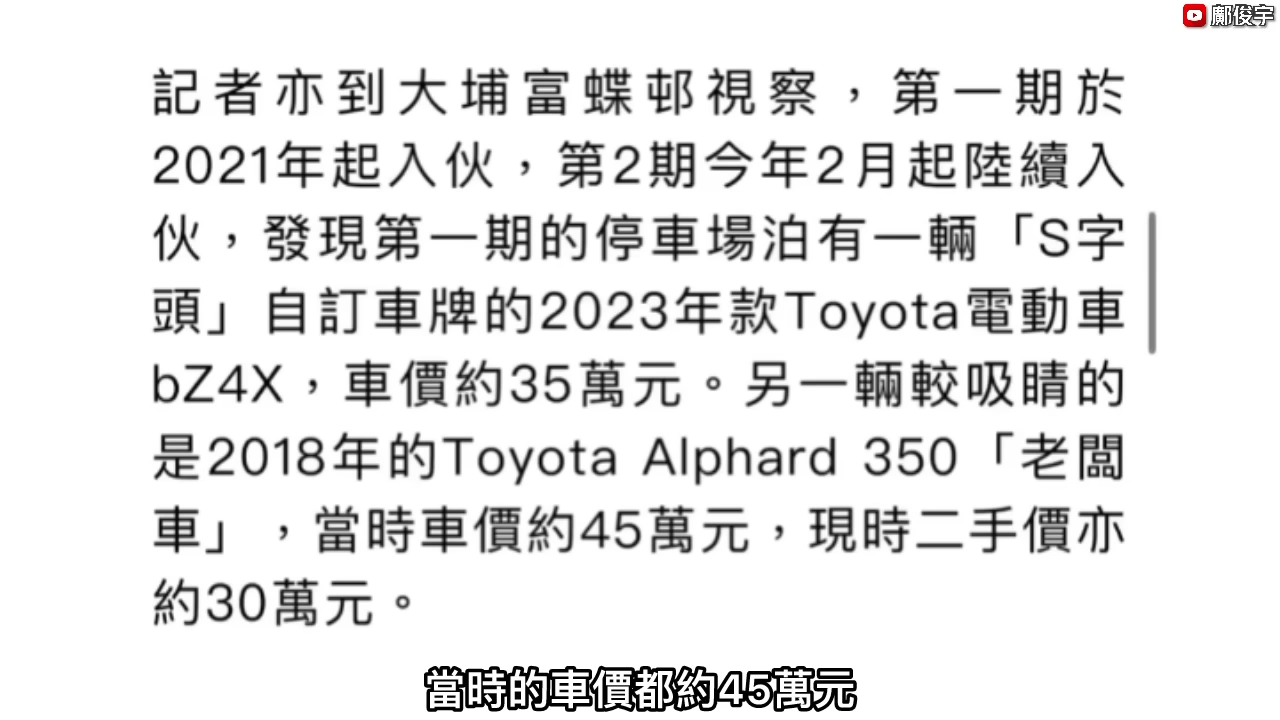 鄺俊宇
記者亦到大埔富蝶邨視察，第一期於
2021年起入伙，第2期今年2月起陸續入
伙，發現第一期的停車場泊有一輛「S字
頭」自訂車牌的2023年款Toyota電動車
bZ4X，車價約35萬元。另一輛較吸睛的
是2018年的Toyota Alphard 350「老闆
車」，當時車價約45萬元，現時二手價亦
約30萬元。
當時的車價都約45萬元